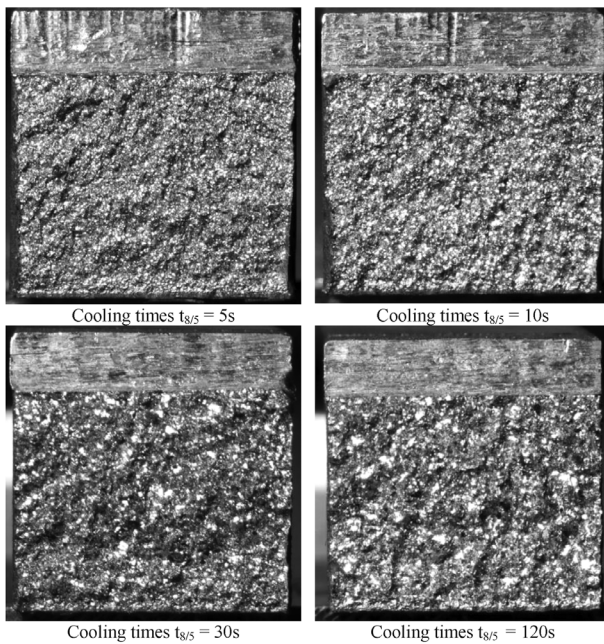 Cooling times t8/5 = 5s
Cooling times t8/5 = 10s
Cooling times t8/5 = 30s
Cooling times t8/5 = 120s